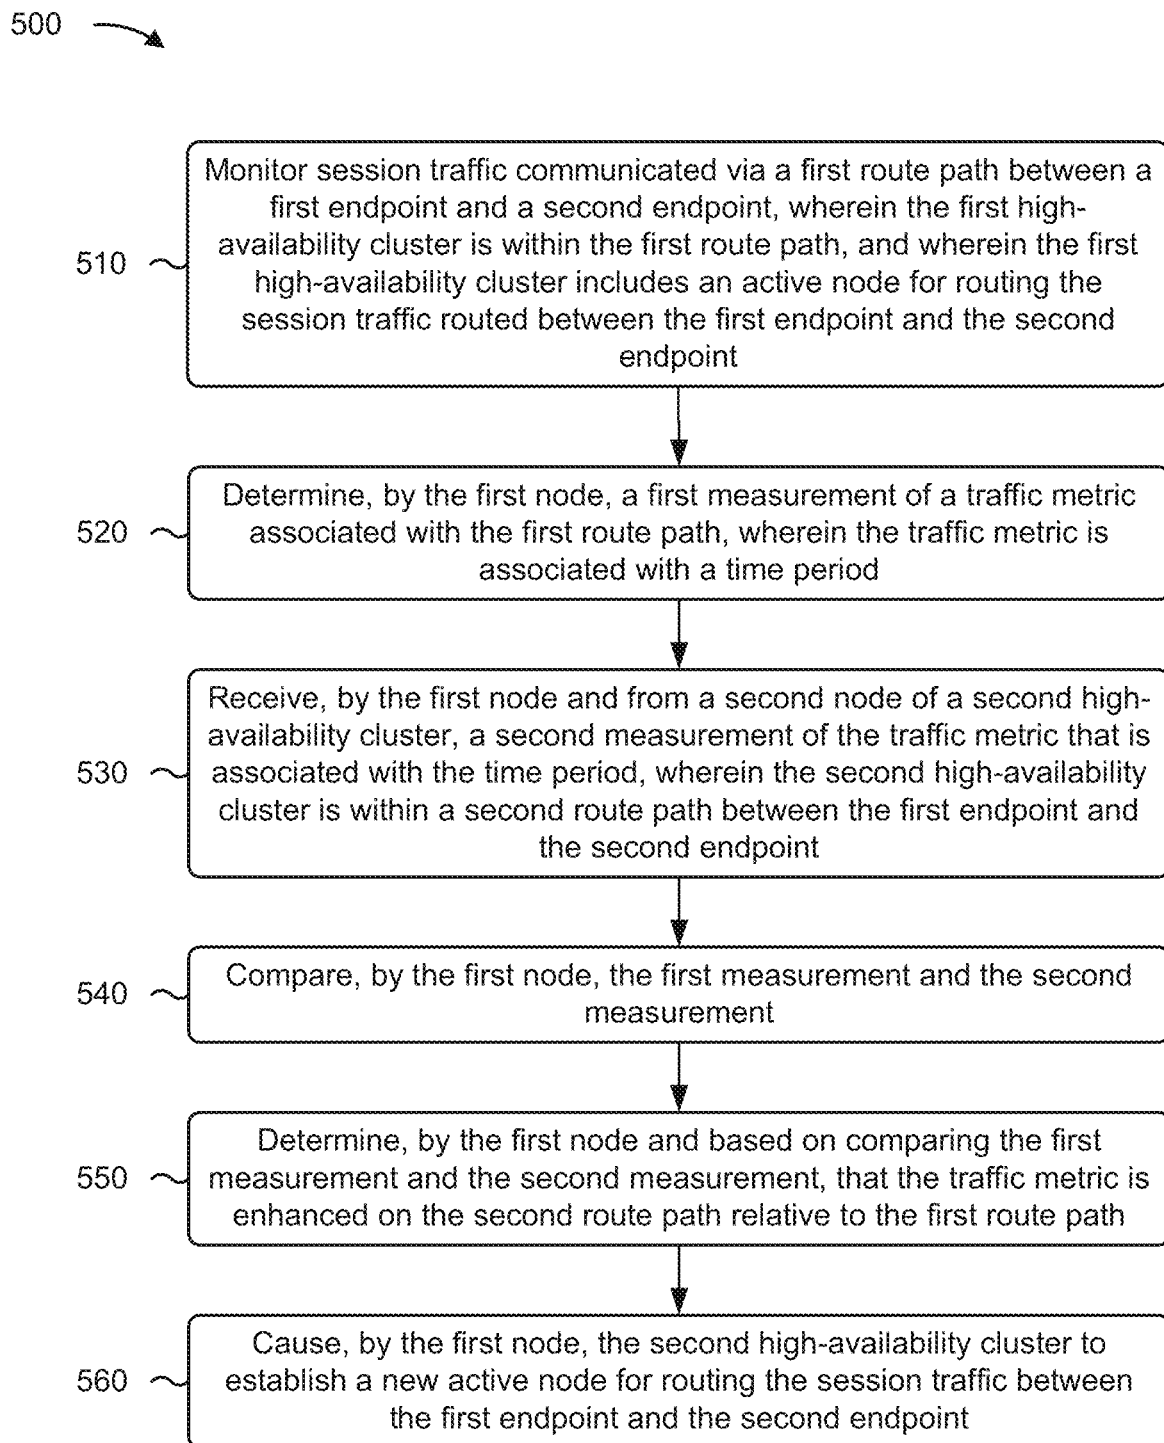 500
Monitor session traffic communicated via a first route path between a
first endpoint and a second endpoint, wherein the first high-
availability cluster is within the first route path, and wherein the first
high-availability cluster includes an active node for routing the
session traffic routed between the first endpoint and the second
endpoint
510
Determine, by the first node, a first measurement of a traffic metric
associated with the first route path, wherein the traffic metric is
associated with a time period
520
Receive, by the first node and from a second node of a second high-
availability cluster, a second measurement of the traffic metric that is
associated with the time period, wherein the second high-availability
cluster is within a second route path between the first endpoint and
the second endpoint
530
Compare, by the first node, the first measurement and the second
measurement
540
Determine, by the first node and based on comparing the first
measurement and the second measurement, that the traffic metric is
enhanced on the second route path relative to the first route path
550
Cause, by the first node, the second high-availability cluster to
establish a new active node for routing the session traffic between
the first endpoint and the second endpoint
560